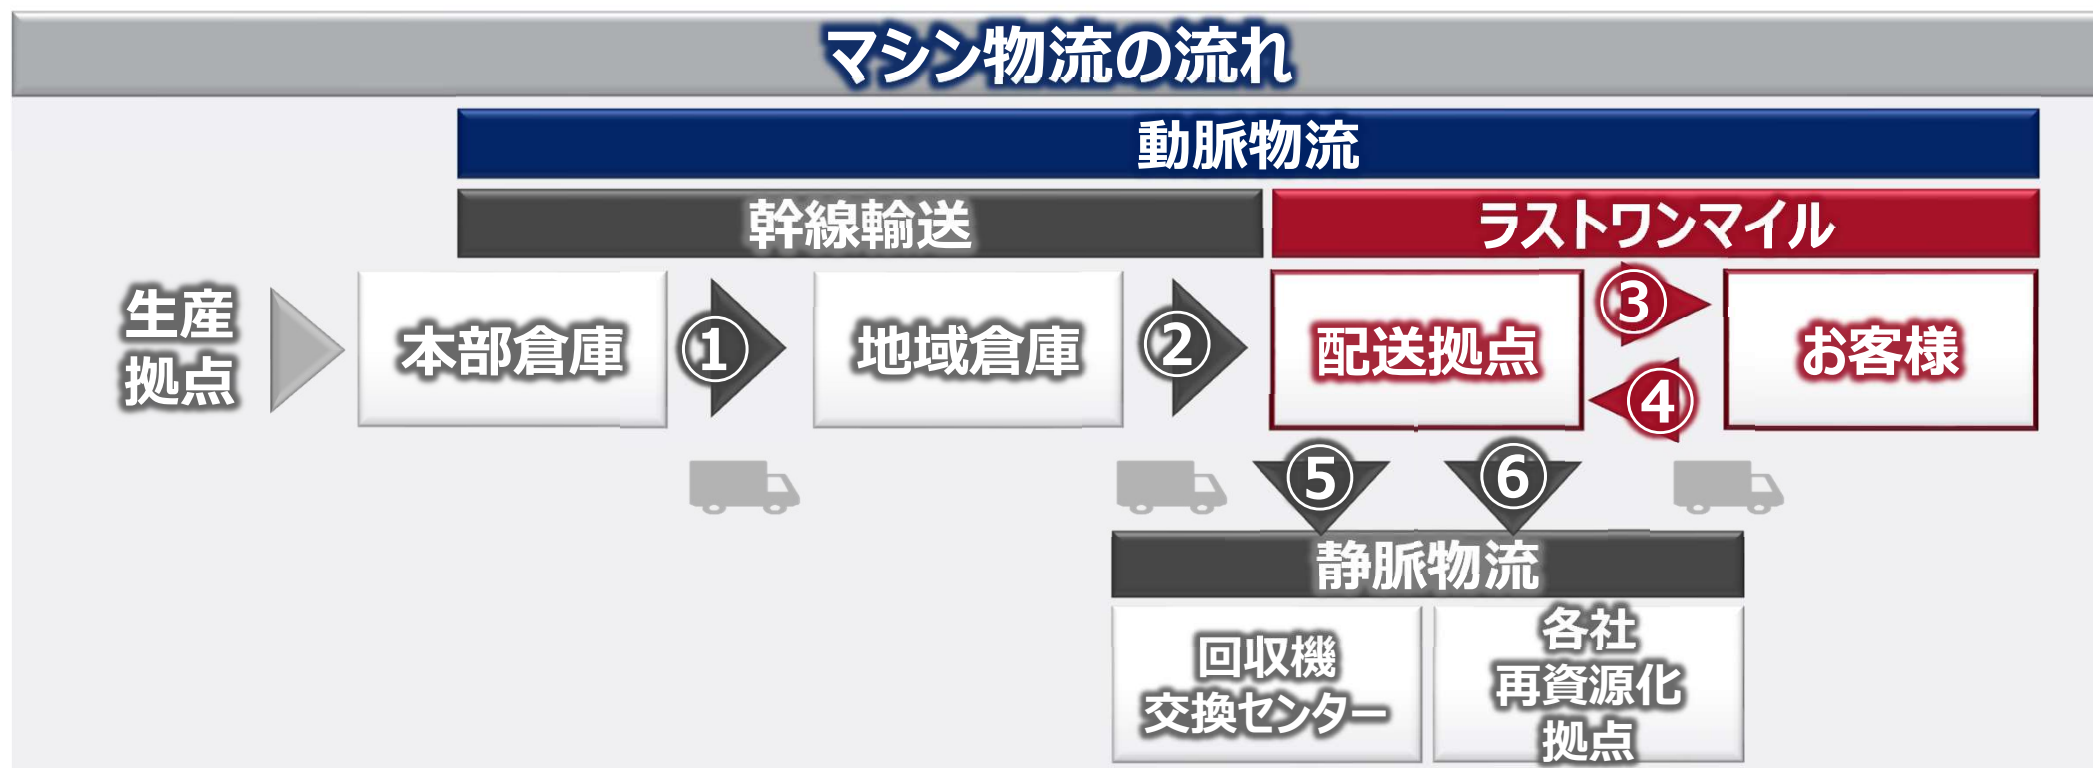 マシン物流の流れ
動脈物流
幹線輸送
ラストワンマイル
生産
拠点
本部倉庫
①
地域倉庫
②
配送拠点
③
④
お客様
⑤
⑥
静脈物流
回収機
交換センター
各社
再資源化
拠点